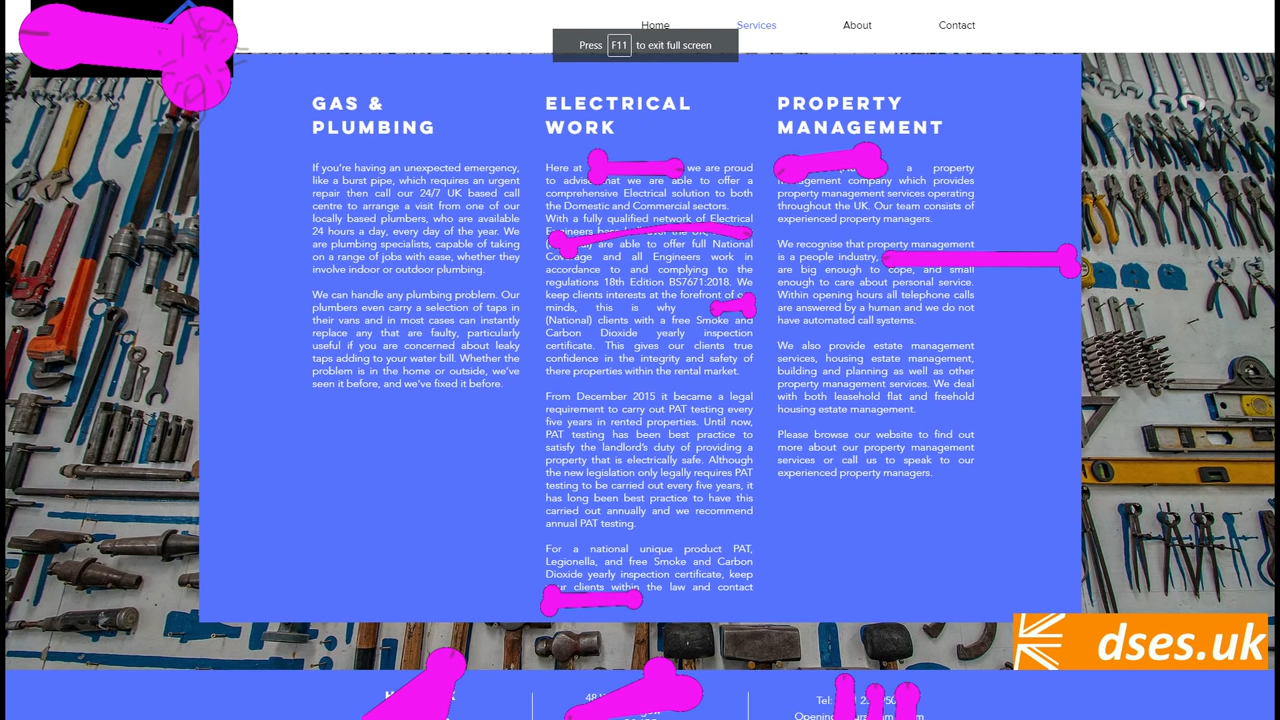 Home
Services
About
Contact
Press F11 to exit full screen
GAS &
PLUMBING
If you're having an unexpected emergency,
like a burst pipe, which requires an urgent
repair then call our 24/7 UK based call
centre to arrange a visit from one of our
locally based plumbers, who are available
24 hours a day, every day of the year. We
are plumbing specialists, capable of taking
on a range of jobs with ease, whether they
involve indoor or outdoor plumbing.
We can handle any plumbing problem. Our
plumbers even carry a selection of taps in
their vans and in most cases can instantly
replace any that are faulty, particularly
useful if you are concerned about leaky
taps adding to your water bill. Whether the
problem is in the home or outside, we've
seen it before, and we've fixed it before.
ELECTRICAL
WORK
Here at we are proud
to advise that we are able to offer a
comprehensive Electrical solution to both
the Domestic and Commercial sectors.
With a fully qualified network of Electrical
Engineers
are able to offer full National
Coverage and all Engineers work in
accordance to and complying to the
regulations 18th Edition BS7671:2018. We
keep clients interests at the forefront of our
minds, this is why
(National) clients with a free Smoke and
Carbon Dioxide yearly inspection
certificate. This gives our clients true
confidence in the integrity and safety of
there properties within the rental market.
From December 2015 it became a legal
requirement to carry out PAT testing every
five years in rented properties. Until now,
PAT testing has been best practice to
satisfy the landlord's duty of providing a
property that is electrically safe. Although
the new legislation only legally requires PAT
testing to be carried out every five years, it
has long been best practice to have this
carried out annually and we recommend
annual PAT testing.
For a national unique product PAT,
Legionella, and free Smoke and Carbon
Dioxide yearly inspection certificate, keep
our clients within the law and contact
PROPERTY
MANAGEMENT
a property
management company which provides
property management services operating
throughout the UK. Our team consists of
experienced property managers.
We recognise that property management
is a people industry,
are big enough to cope, and small
enough to care about personal service.
Within opening hours all telephone calls
are answered by a human and we do not
have automated call systems.
We also provide estate management
services, housing estate management,
building and planning as well as other
property management services. We deal
with both leasehold flat and freehold
housing estate management.
Please browse our website to find out
more about our property management
services or call us to speak to our
experienced property managers.
dses.uk
48
Tel: